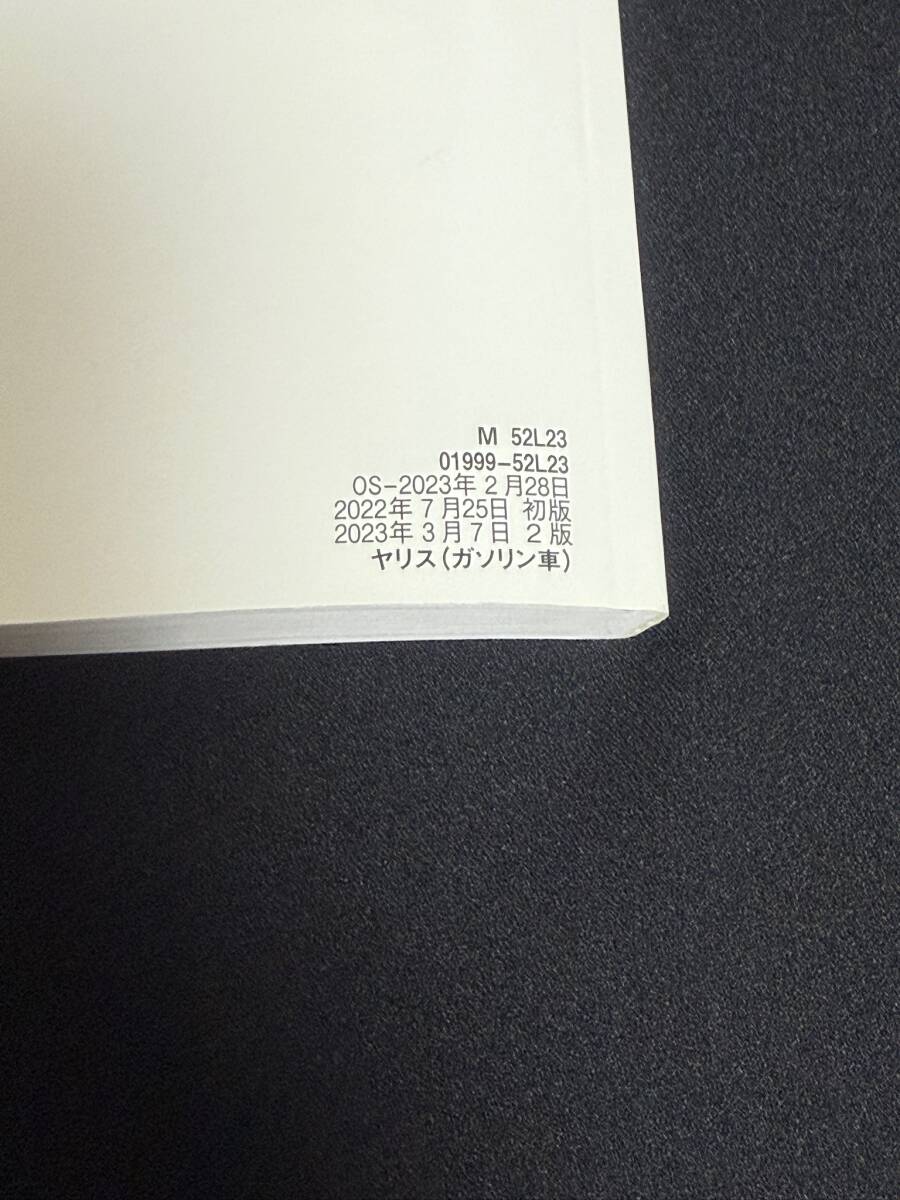 M 52L23
01999-52L23
OS-2023年2月28日
2022年7月25日 初版
2023年3月7日 2版
ヤリス(ガソリン車)